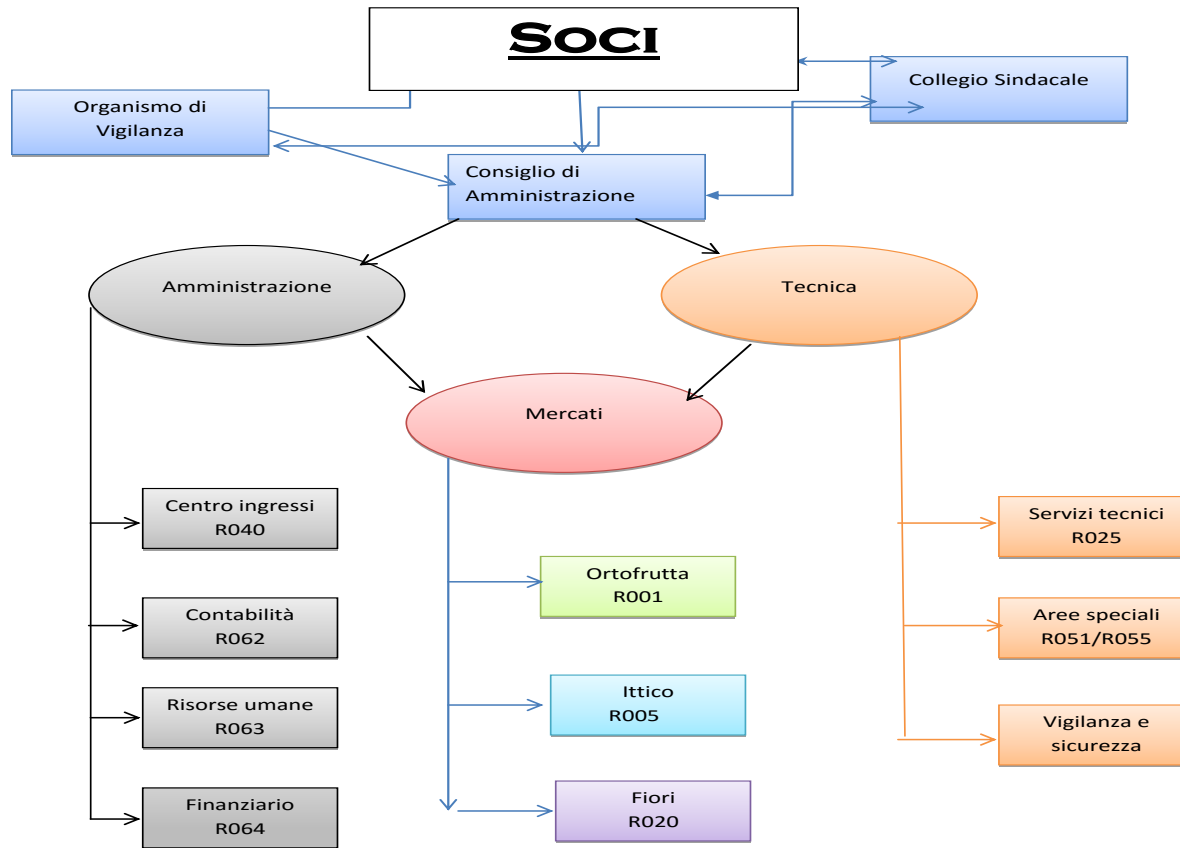 SOCI
Collegio Sindacale
Organismo di
Vigilanza
Consiglio di
Amministrazione
Amministrazione
Tecnica
Mercati
Centro ingressi
R040
Contabilità
R062
Risorse umane
R063
Finanziario
R064
Ortofrutta
R001
Ittico
R005
Fiori
R020
Servizi tecnici
R025
Aree speciali
R051/R055
Vigilanza e
sicurezza